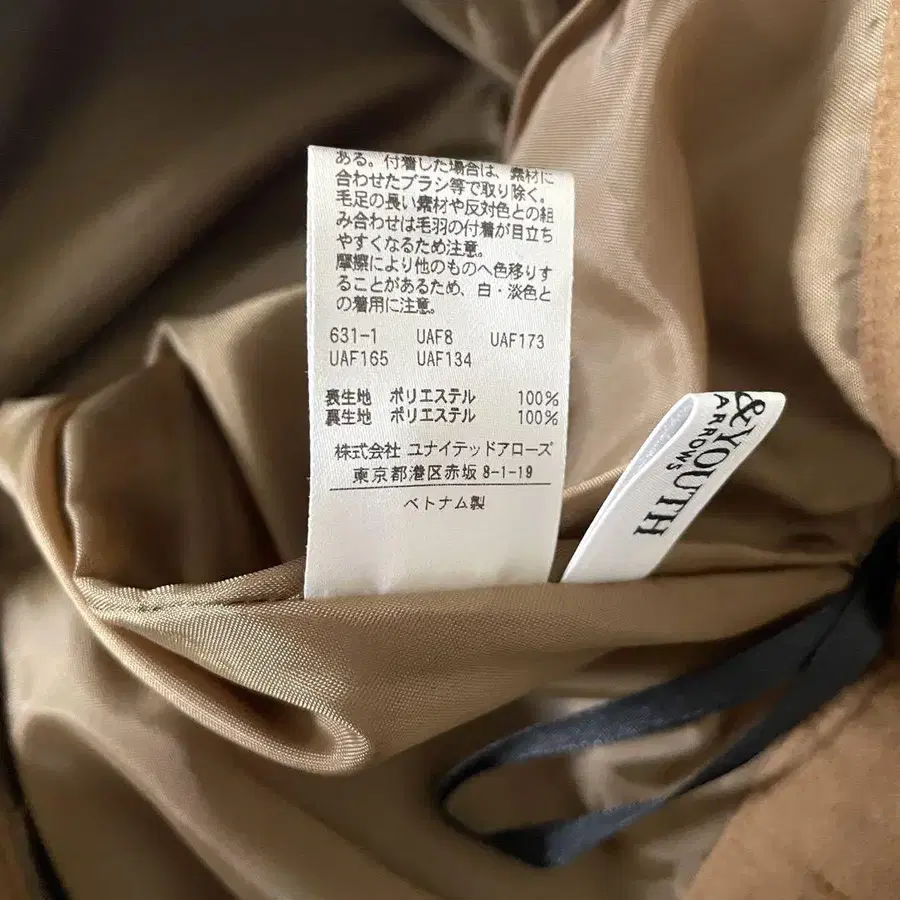 ある。付着した場合は、素材に
合わせたブラシ等で取り除く。
毛足の長い素材や反対色との組
み合わせは毛羽の付着が目立ち
やすくなるため注意。
摩擦により他のものへ色移りす
ることがあるため、白・淡色と
の着用に注意。
631-1 UAF8 UAF173
UAF165 UAF134
表生地 ポリエステル 100%
裏生地 ポリエステル 100%
株式会社 ユナイテッドアローズ
東京都港区赤坂8-1-19
ベトナム製
&YOUTH
ARROWS